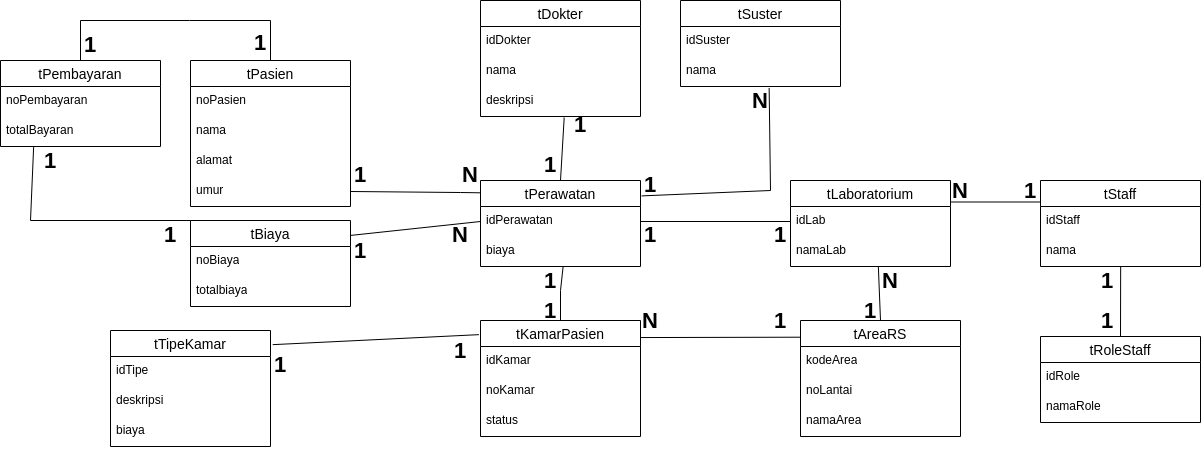 tPembayaran
noPembayaran
totalBayaran
tPasien
noPasien
nama
alamat
umur
tDokter
idDokter
nama
deskripsi
tSuster
idSuster
nama
1
1
1
1
1
1
N
1
N
1
1
tBiaya
noBiaya
totalbiaya
1
N
tPerawatan
idPerawatan
biaya
1
1
tLaboratorium
idLab
namaLab
N
1
tStaff
idStaff
nama
1
1
tRoleStaff
idRole
namaRole
1
1
N
1
tTipeKamar
idTipe
deskripsi
biaya
1
1
tKamarPasien
idKamar
noKamar
status
N
1
tAreaRS
kodeArea
noLantai
namaArea